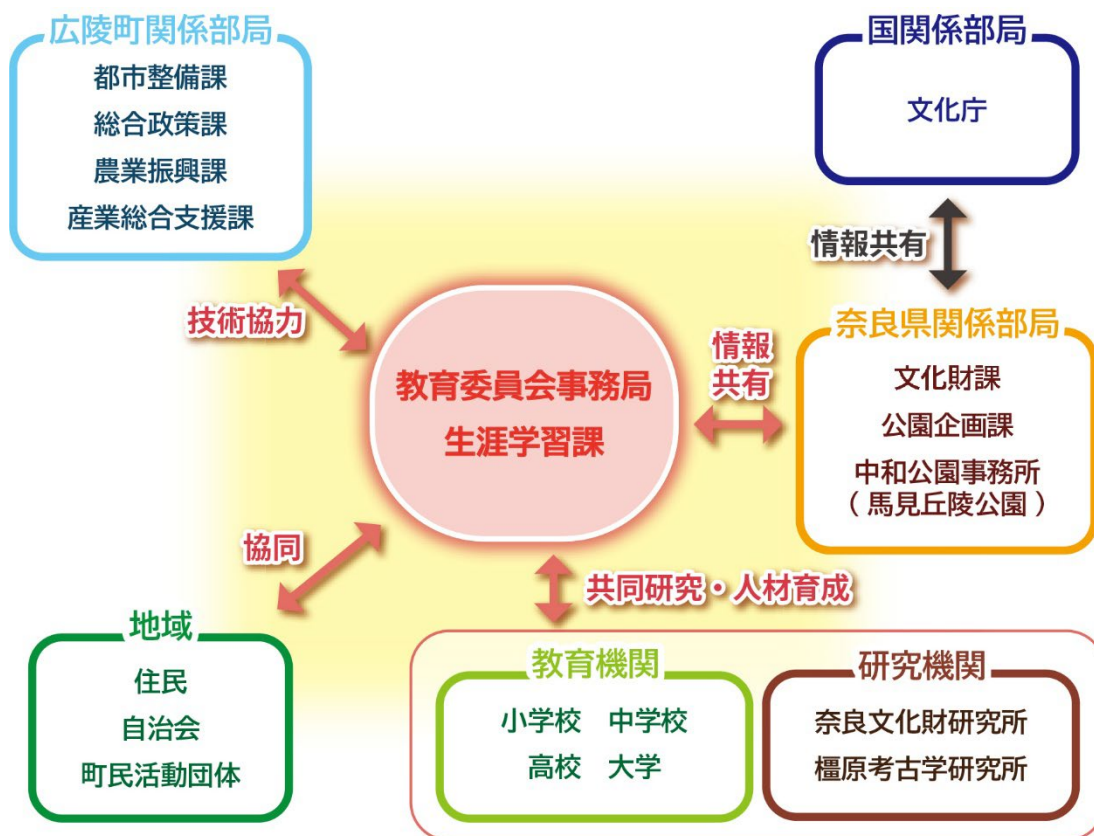 広陵町関係部局
都市整備課
総合政策課
農業振興課
産業総合支援課
国関係部局
文化庁
情報共有
技術協力
教育委員会事務局
生涯学習課
情報
共有
奈良県関係部局
文化財課
公園企画課
中和公園事務所
（ 馬見丘陵公園 ）
協同
共同研究・人材育成
地域
住民
自治会
町民活動団体
教育機関
小学校　中学校
高校　大学
研究機関
奈良文化財研究所
橿原考古学研究所